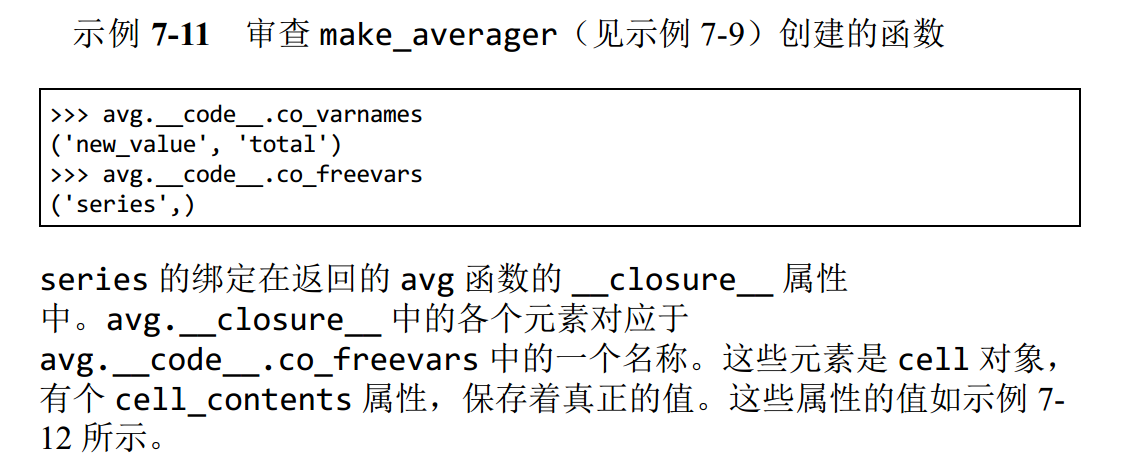 示例 7-11 审查 make_averager（见示例 7-9）创建的函数
>>> avg.__code__.co_varnames
('new_value', 'total')
>>> avg.__code__.co_freevars
('series',)
series 的绑定在返回的 avg 函数的 __closure__ 属性
中。avg.__closure__ 中的各个元素对应于
avg.__code__.co_freevars 中的一个名称。这些元素是 cell 对象，
有个 cell_contents 属性，保存着真正的值。这些属性的值如示例 7-
12 所示。